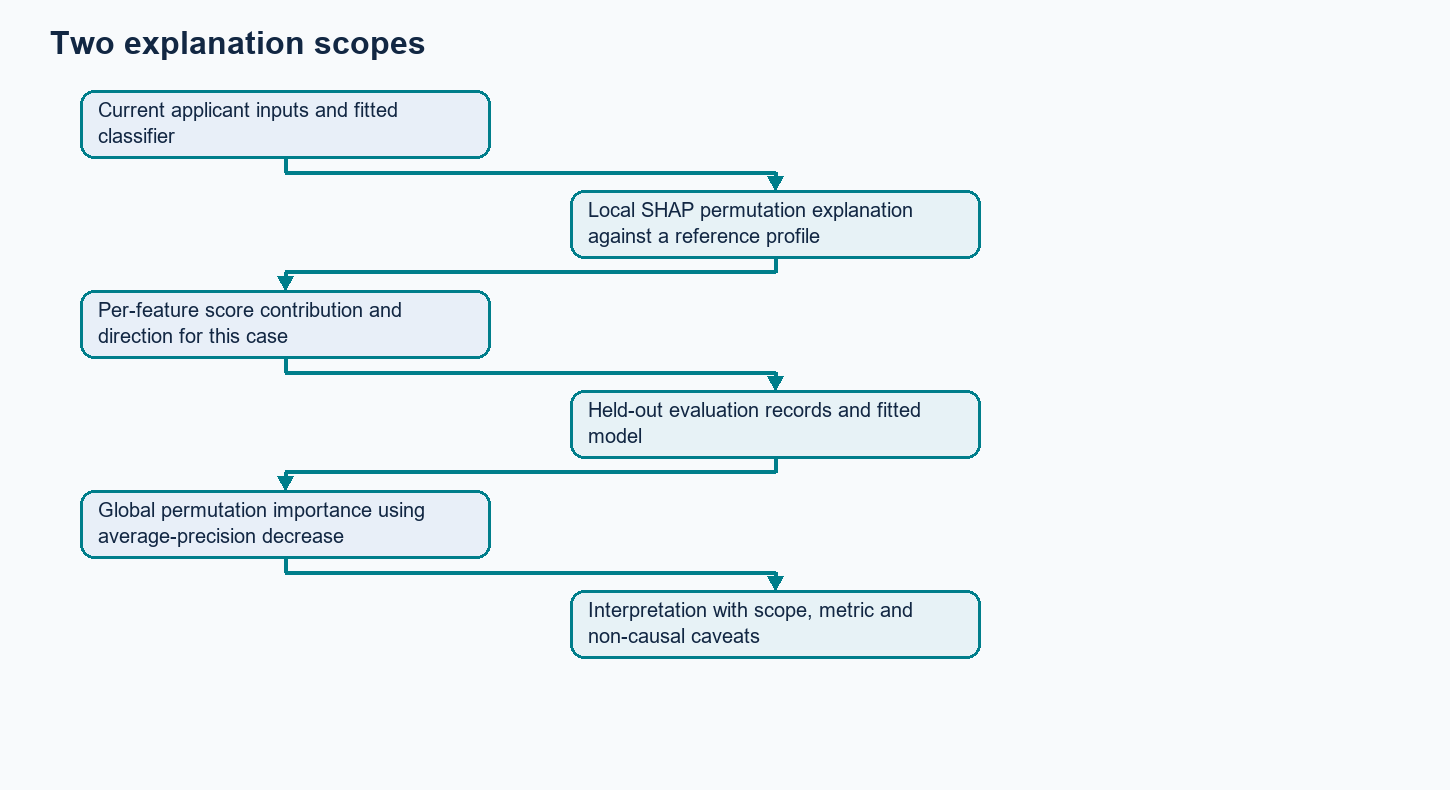 Two explanation scopes
Current applicant inputs and fitted
classifier
Local SHAP permutation explanation
against a reference profile
Per-feature score contribution and
direction for this case
Held-out evaluation records and fitted
model
Global permutation importance using
average-precision decrease
Interpretation with scope, metric and
non-causal caveats